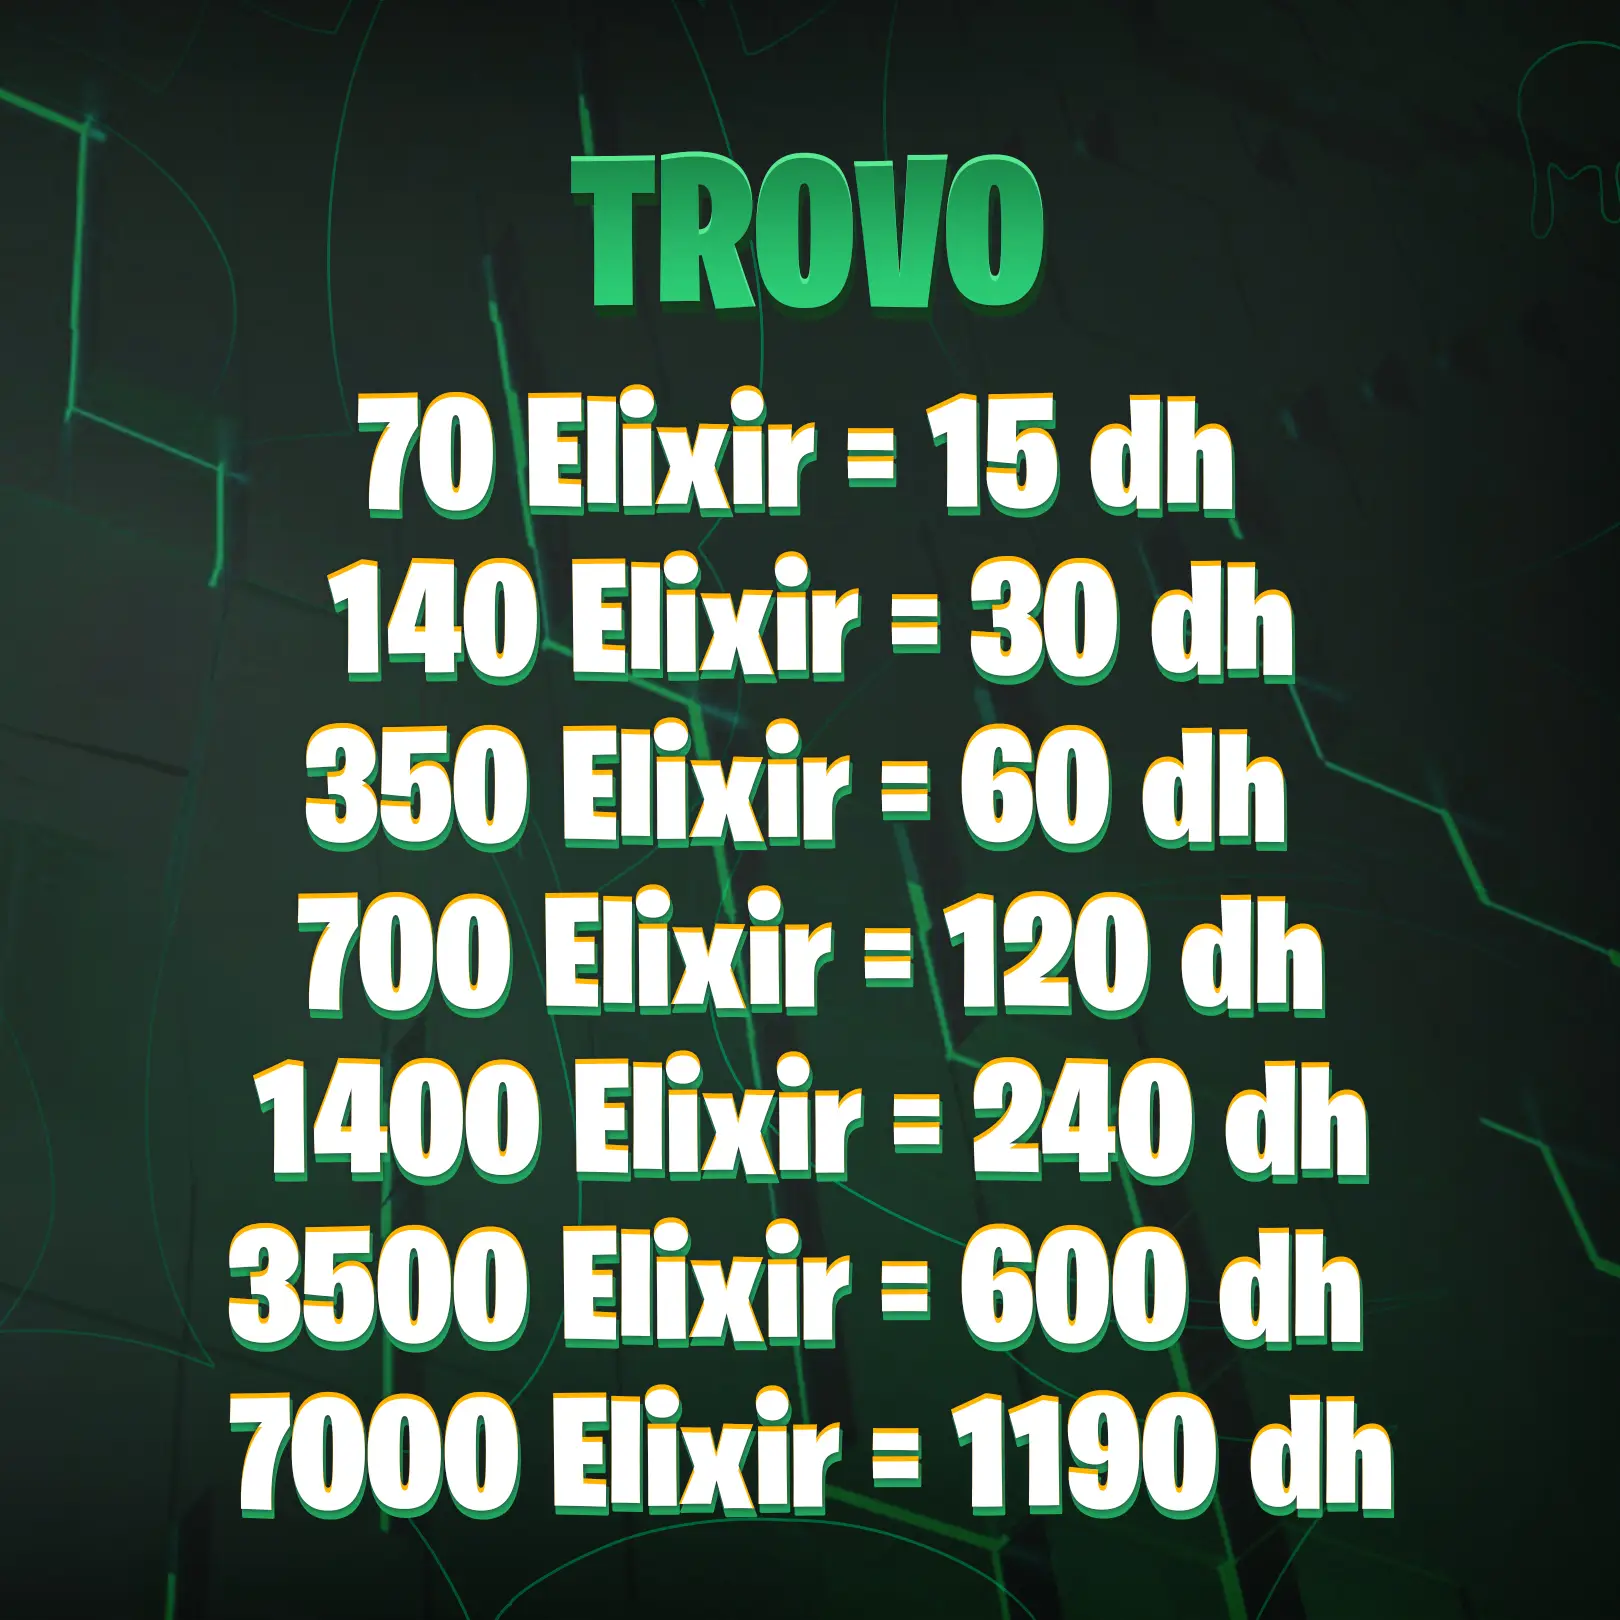 TROVO
70 Elixir = 15 dh
140 Elixir = 30 dh
350 Elixir = 60 dh
700 Elixir = 120 dh
1400 Elixir = 240 dh
3500 Elixir = 600 dh
7000 Elixir = 1190 dh